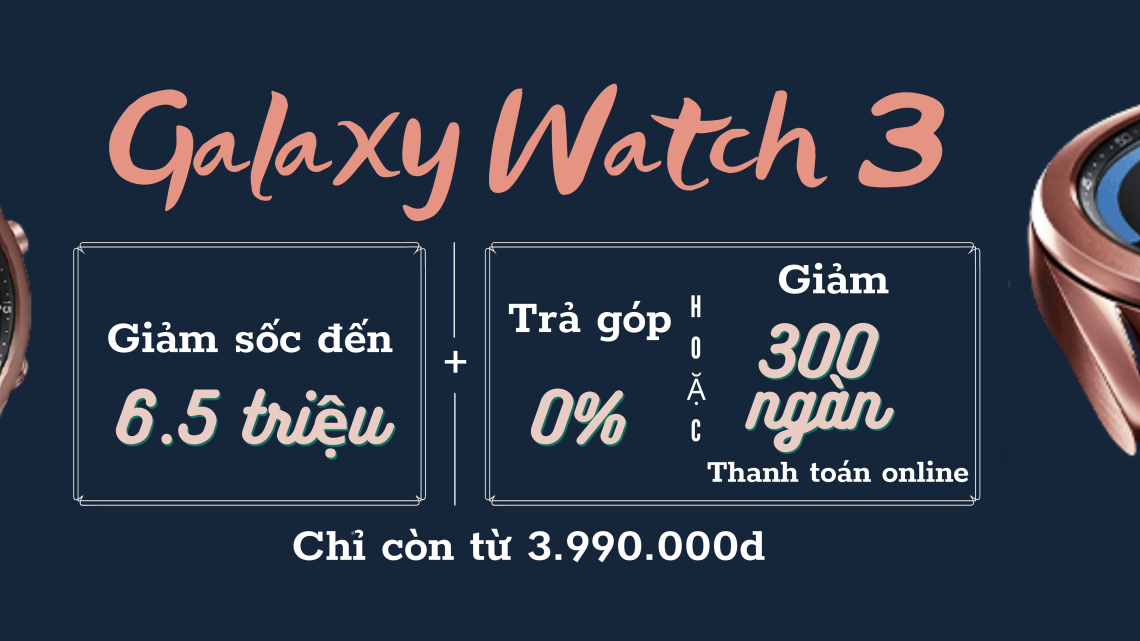 Galaxy Watch 3
Giảm sốc đến
6.5 triệu
+
Trả góp
0%
HOẶC
Giảm
300
ngàn
Thanh toán online
Chỉ còn từ 3.990.000d